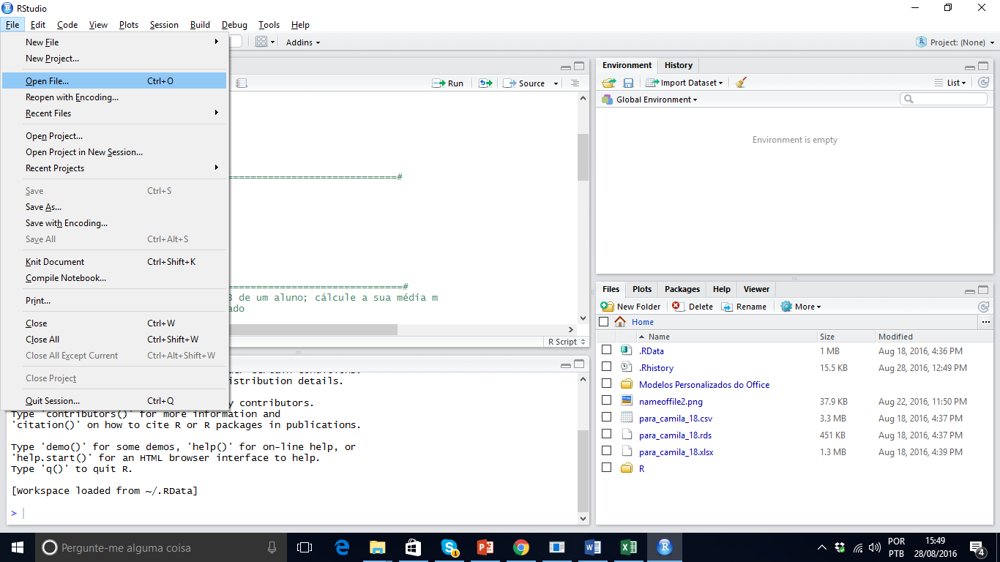 RStudio
File Edit Code View Plots Session Build Debug Tools Help
Addins
Project: (None)
New File
New Project...
Open File... Ctrl+O
Reopen with Encoding...
Recent Files
Open Project...
Open Project in New Session...
Recent Projects
Save Ctrl+S
Save As...
Save with Encoding...
Save All Ctrl+Alt+S
Knit Document Ctrl+Shift+K
Compile Notebook...
Print...
Close Ctrl+W
Close All Ctrl+Shift+W
Close All Except Current Ctrl+Alt+Shift+W
Close Project
Quit Session... Ctrl+Q
Run Source
==============================#
===============================#
de um aluno; cálcule a sua média m
ado
R Script
istribution details.
y contributors.
Type 'contributors()' for more information and
'citation()' on how to cite R or R packages in publications.
Type 'demo()' for some demos, 'help()' for on-line help, or
'help.start()' for an HTML browser interface to help.
Type 'q()' to quit R.
[Workspace loaded from ~/.RData]
>
Environment History
Import Dataset List
Global Environment
Environment is empty
Files Plots Packages Help Viewer
New Folder Delete Rename More
Home ...
Name Size Modified
.RData 1 MB Aug 18, 2016, 4:36 PM
.Rhistory 15.5 KB Aug 28, 2016, 12:49 PM
Modelos Personalizados do Office
nameoffile2.png 37.9 KB Aug 22, 2016, 11:50 PM
para_camila_18.csv 3.3 MB Aug 18, 2016, 4:37 PM
para_camila_18.rds 451 KB Aug 18, 2016, 4:37 PM
para_camila_18.xlsx 1.3 MB Aug 18, 2016, 4:39 PM
R
Pergunte-me alguma coisa
1
POR
PTB
15:49
28/08/2016
4